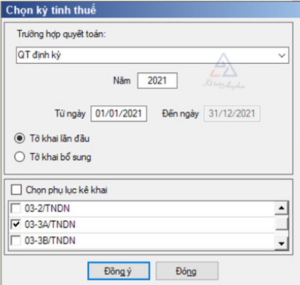 Chọn kỳ tính thuế
Trường hợp quyết toán:
QT định kỳ
Năm 2021
Từ ngày 01/01/2021 Đến ngày 31/12/2021
Tờ khai lần đầu
Tờ khai bổ sung
Chọn phụ lục kê khai
03-2/TNDN
03-3A/TNDN
03-3B/TNDN
Đồng ý Đóng